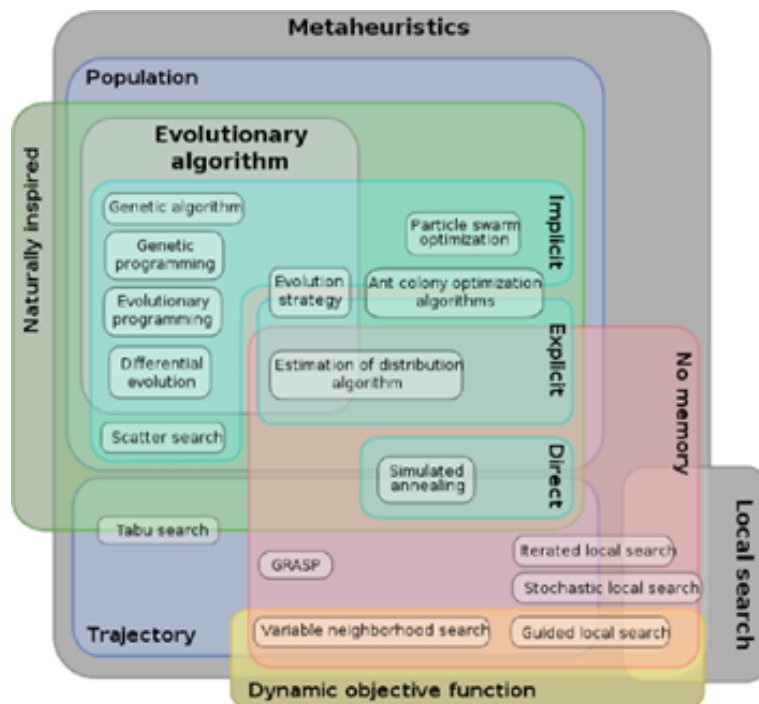 Metaheuristics
Population
Naturally inspired
Evolutionary
algorithm
Implicit
Genetic algorithm
Particle swarm
optimization
Genetic
programming
Evolution
strategy
Ant colony optimization
algorithms
Evolutionary
programming
Explicit
Differential
evolution
Estimation of distribution
algorithm
No memory
Scatter search
Direct
Simulated
annealing
Local search
Tabu search
GRASP
Iterated local search
Stochastic local search
Trajectory
Variable neighborhood search
Guided local search
Dynamic objective function